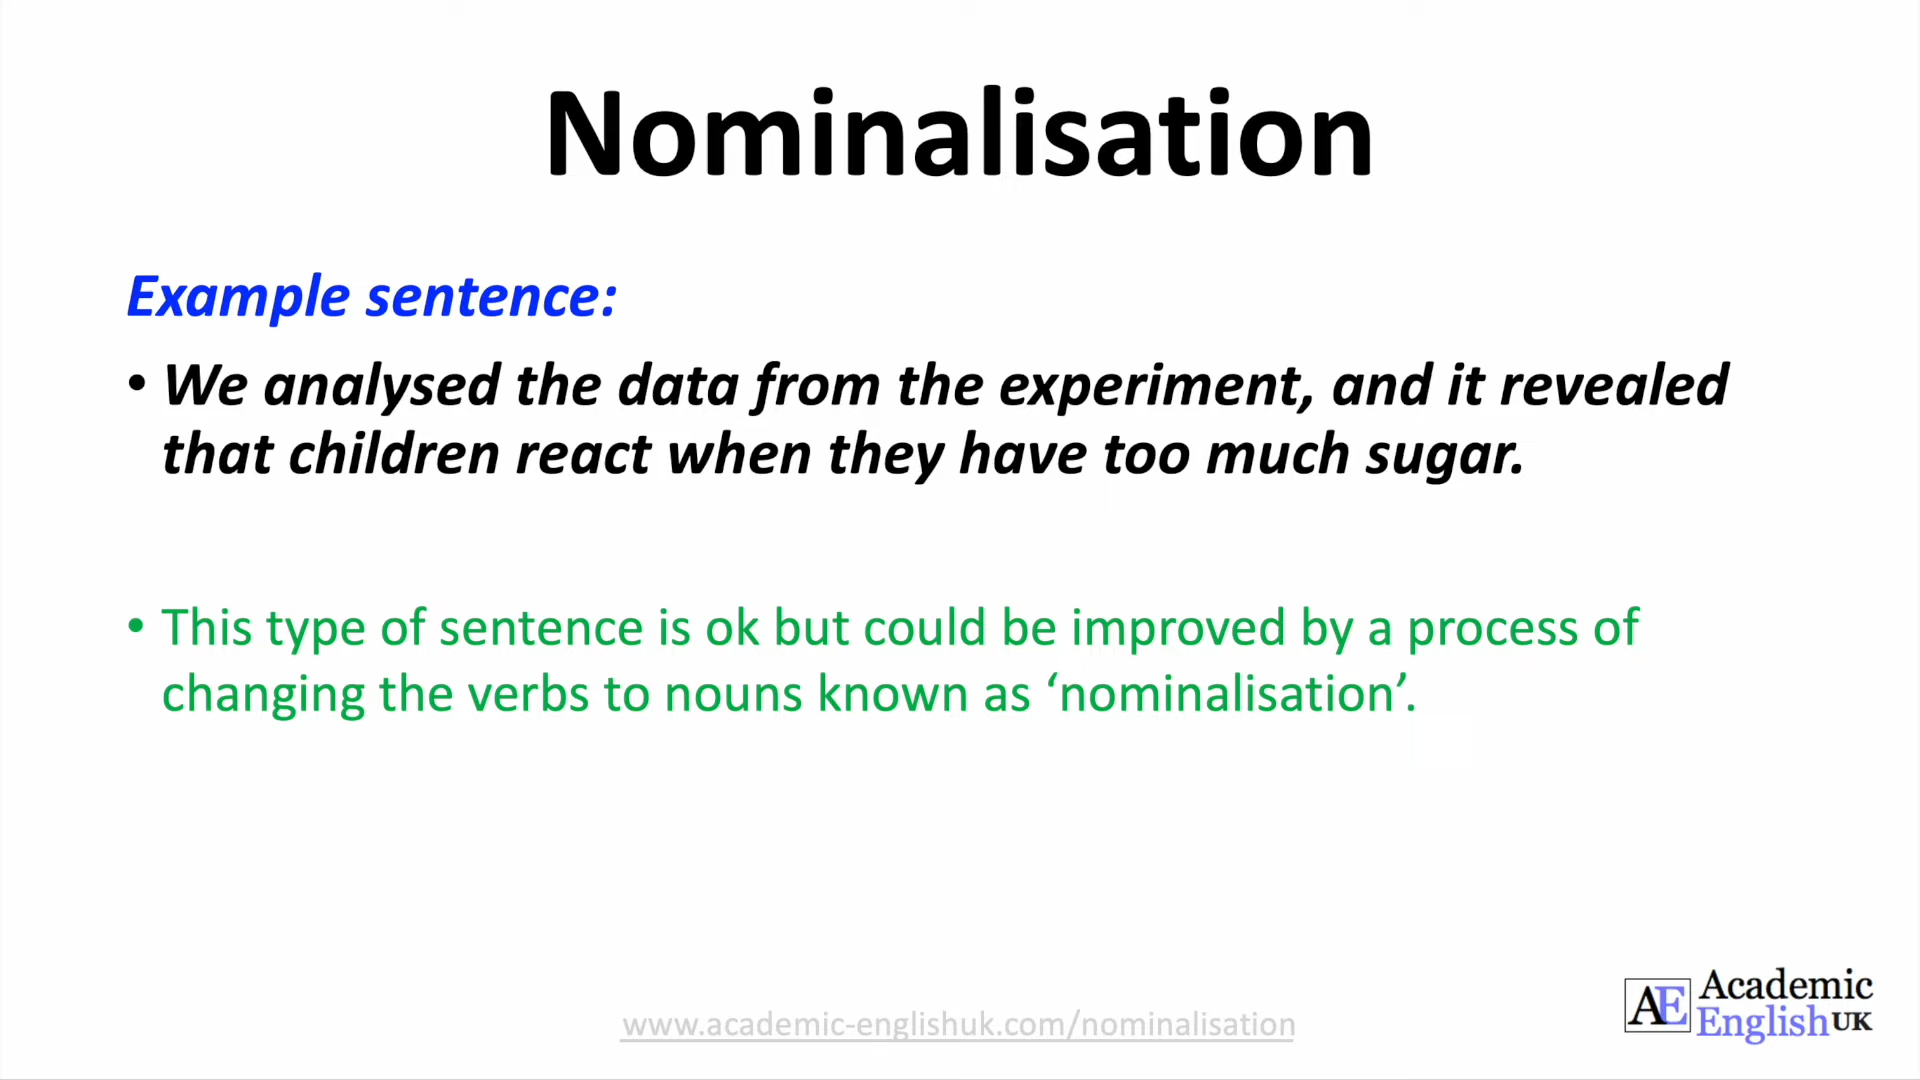 Nominalisation
Example sentence:
• We analysed the data from the experiment, and it revealed
that children react when they have too much sugar.
• This type of sentence is ok but could be improved by a process of
changing the verbs to nouns known as ‘nominalisation’.
www.academic-englishuk.com/nominalisation
AE Academic
English UK